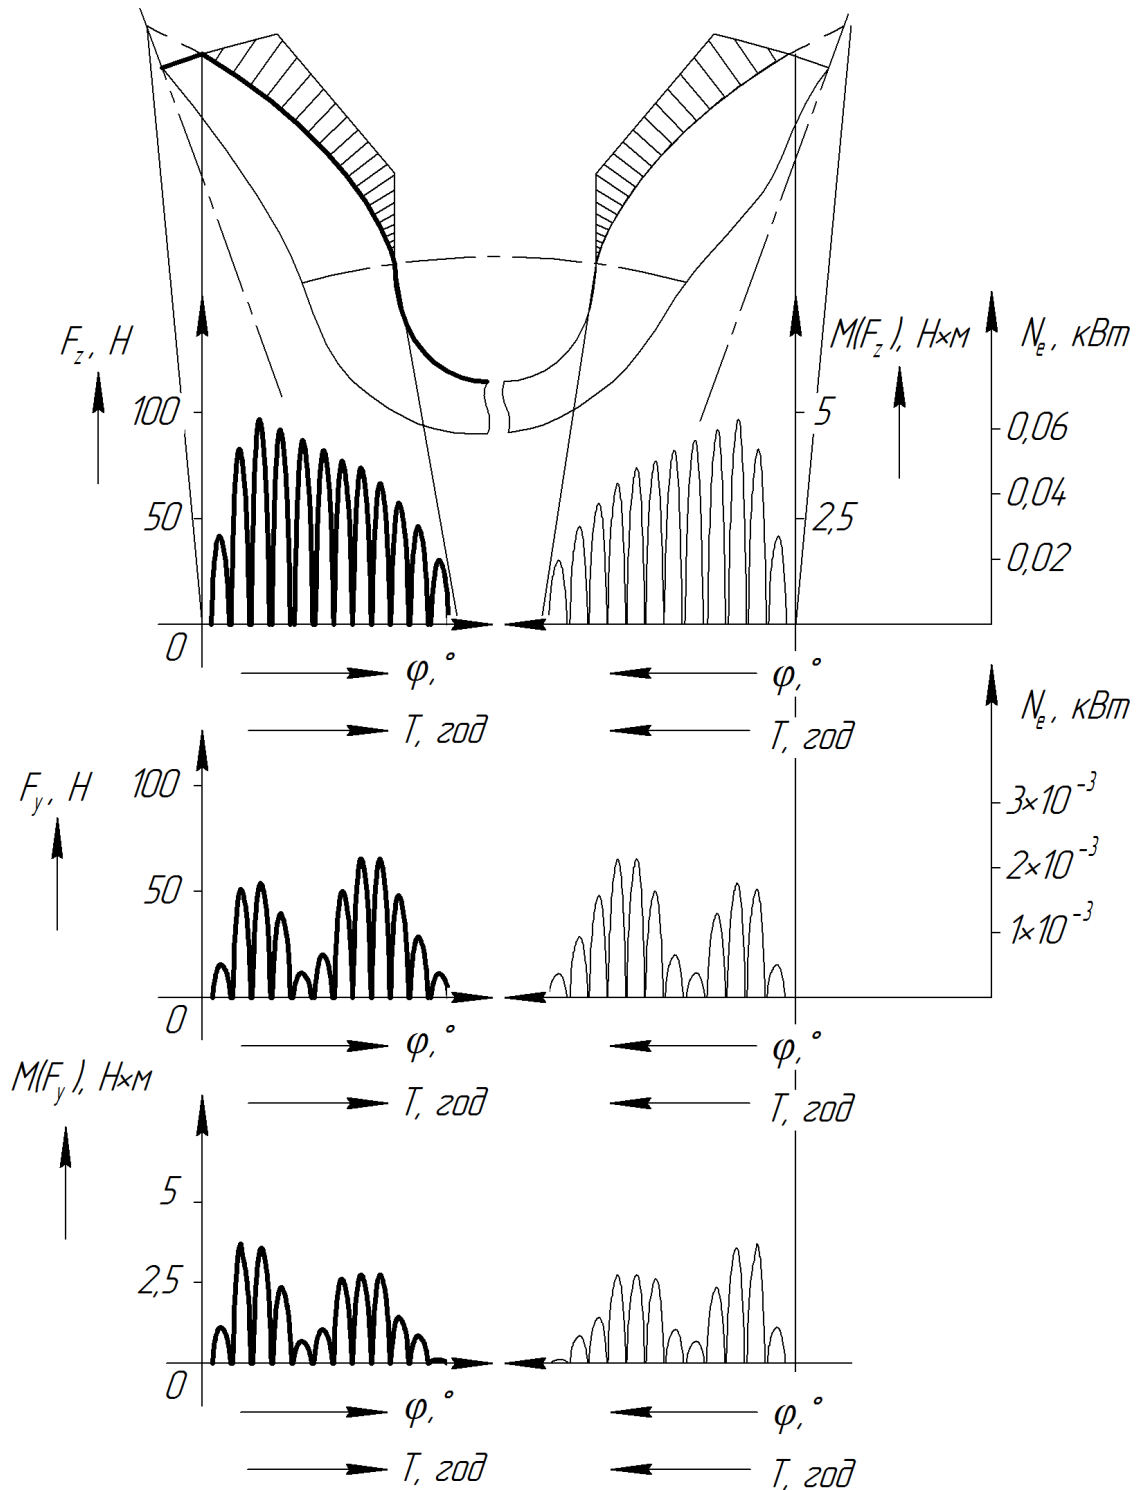 F_z, Н
M(F_z), Н×м
N_e, кВт
100
5
0,06
0,04
50
2,5
0,02
0
φ,° φ,°
N_e, кВт
Т, год Т, год
F_y, Н
100
3×10⁻³
2×10⁻³
50
1×10⁻³
0
φ,° φ,°
M(F_y), Н×м
Т, год Т, год
5
2,5
0
φ,° φ,°
Т, год Т, год